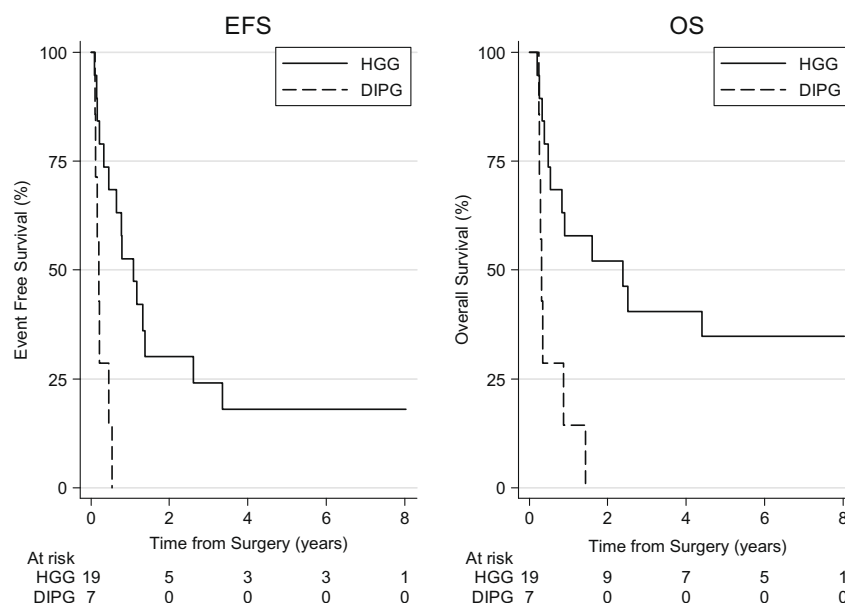 EFS
HGG
DIPG
Event Free Survival (%)
100
75
50
25
0
0 2 4 6 8
Time from Surgery (years)
At risk
HGG 19 5 3 3 1
DIPG 7 0 0 0 0
OS
HGG
DIPG
Overall Survival (%)
100
75
50
25
0
0 2 4 6 8
Time from Surgery (years)
At risk
HGG 19 9 7 5 1
DIPG 7 0 0 0 0